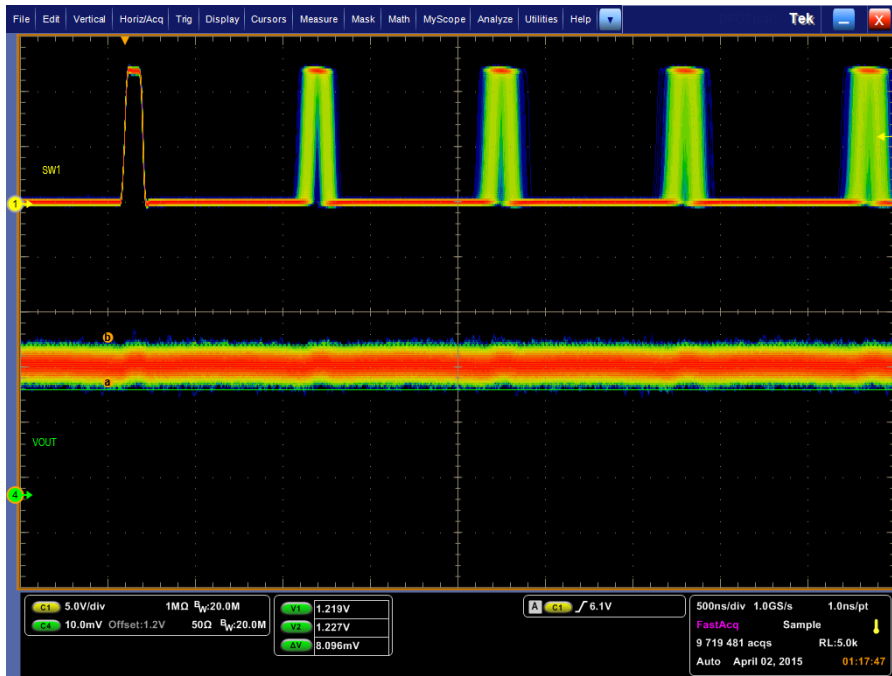 File Edit Vertical Horiz/Acq Trig Display Cursors Measure Mask Math MyScope Analyze Utilities Help Tek X
SW1
1
b
a
VOUT
4
C1 5.0V/div 1MΩ BW:20.0M
C4 10.0mV Offset:1.2V 50Ω BW:20.0M
V1 1.219V
V2 1.227V
ΔV 8.096mV
A C1 6.1V
500ns/div 1.0GS/s 1.0ns/pt
FastAcq Sample
9 719 481 acqs RL:5.0k
Auto April 02, 2015 01:17:47